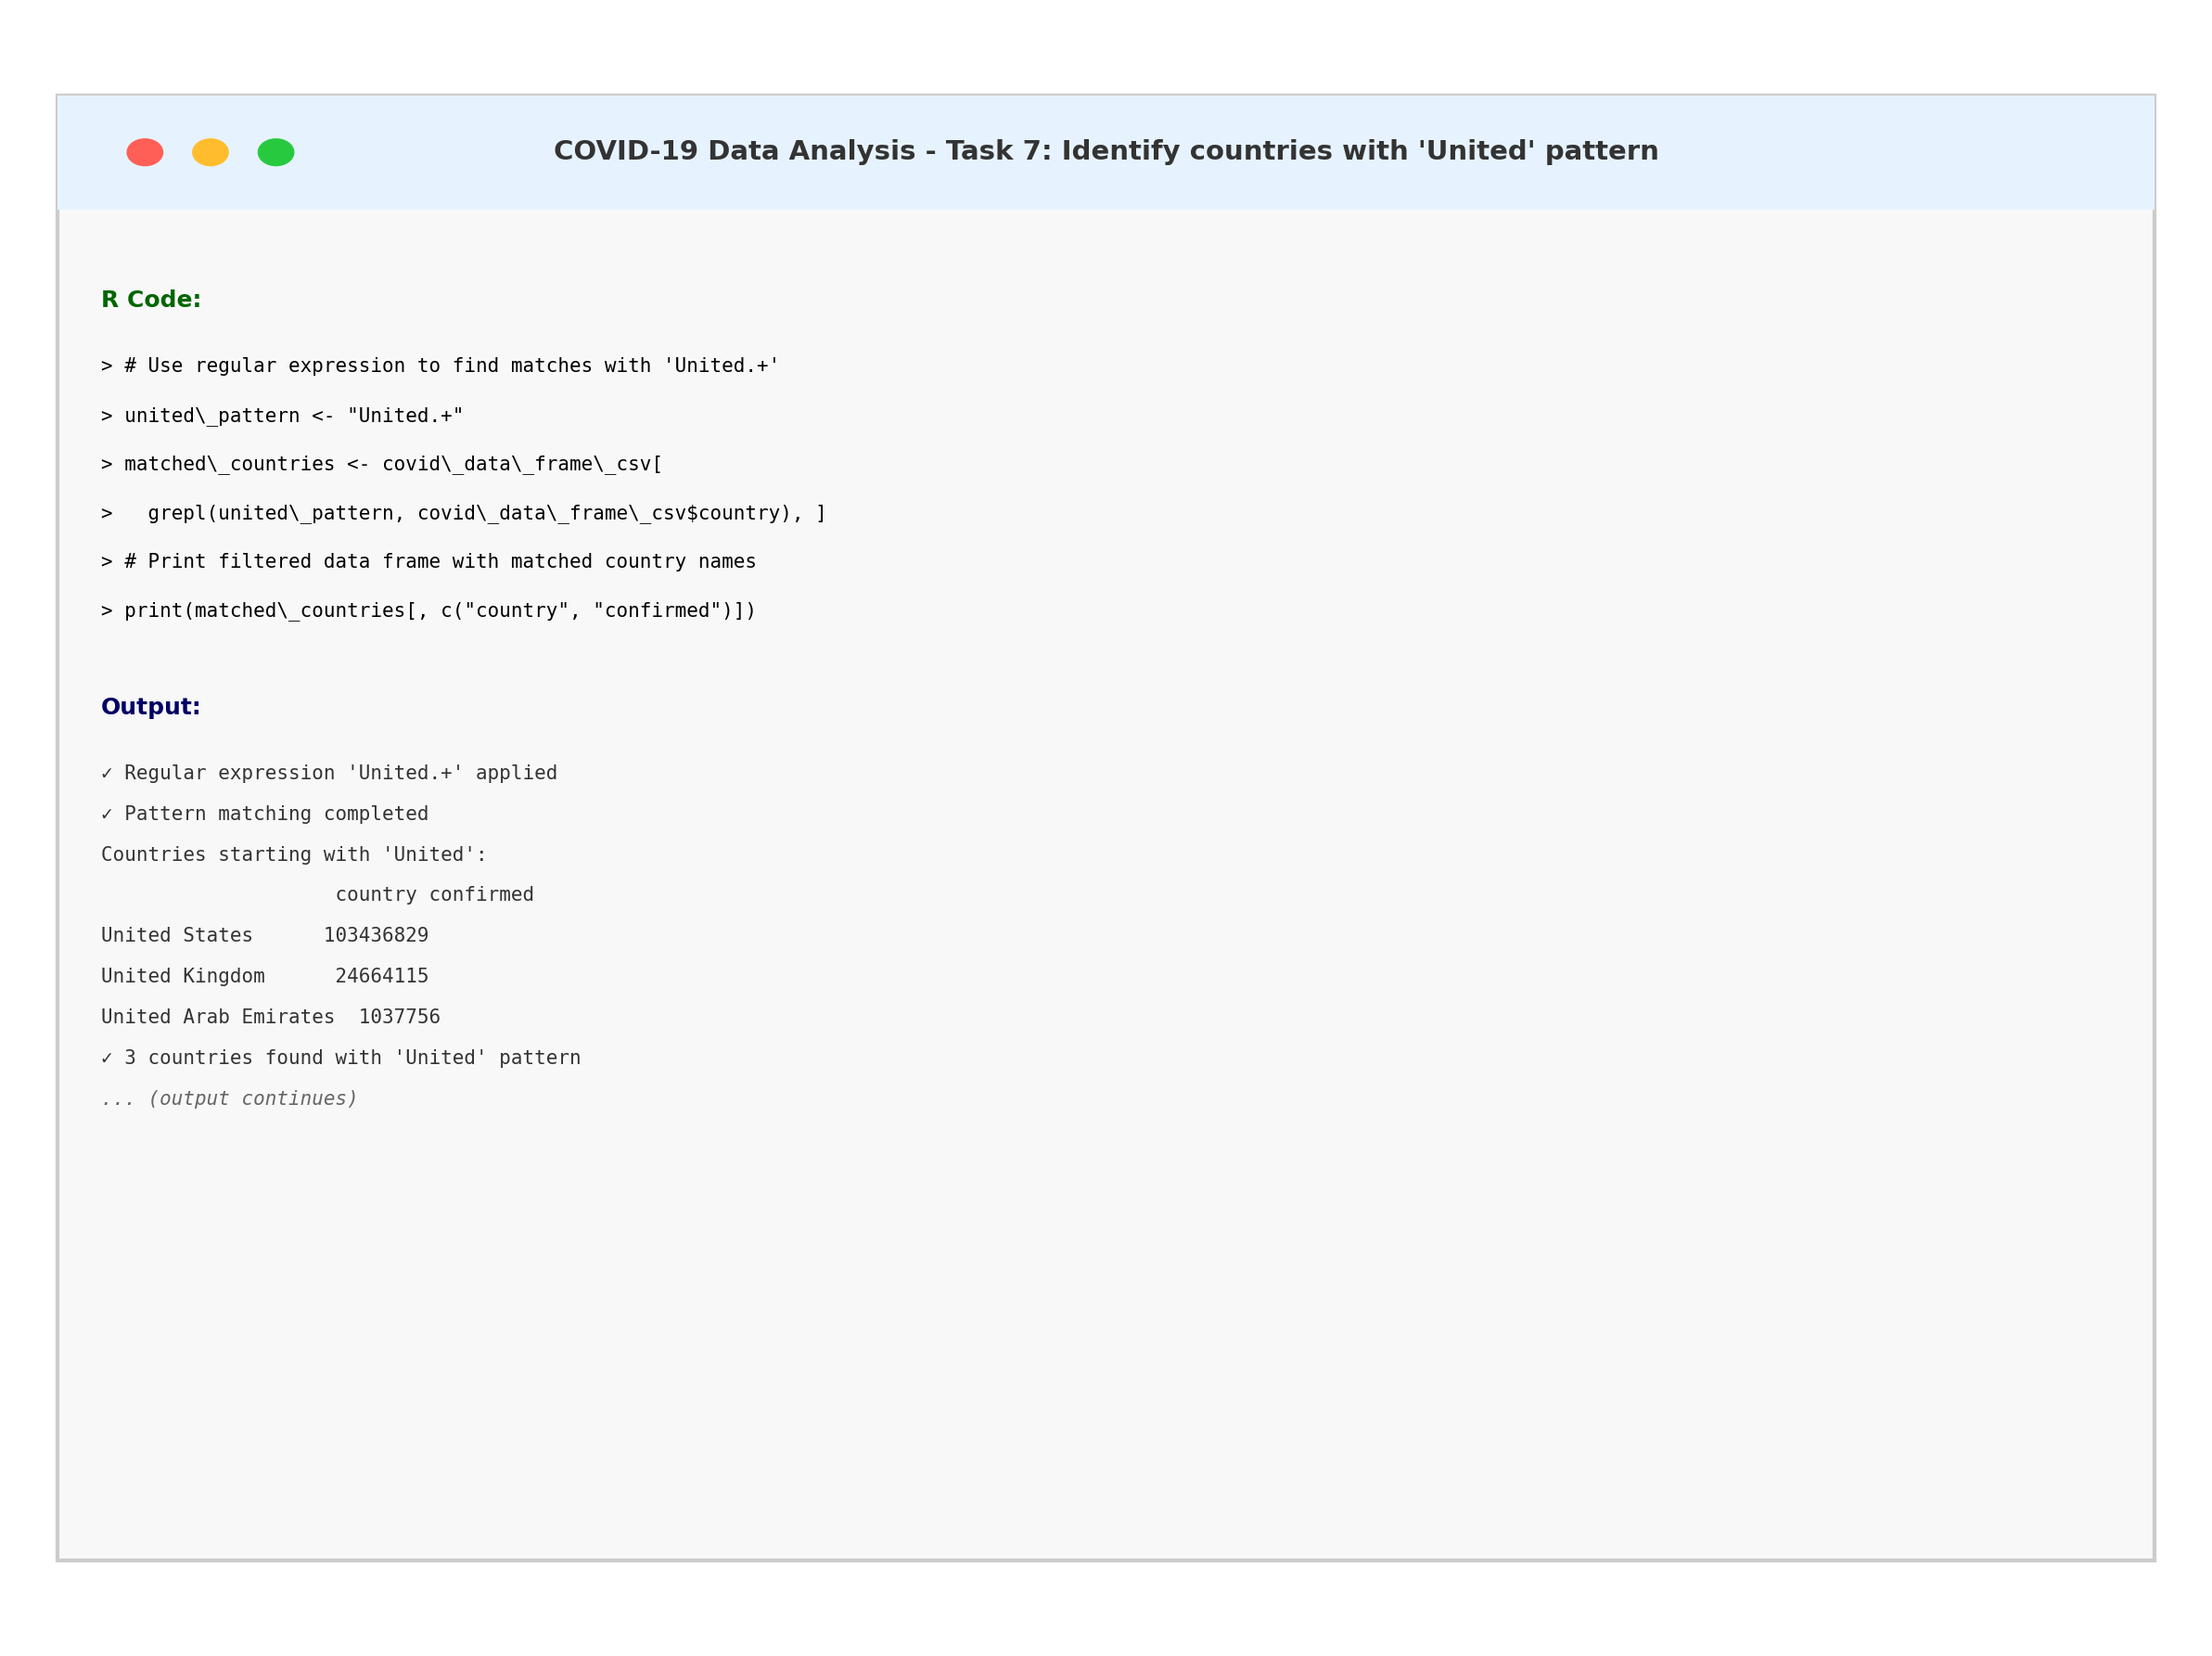 COVID-19 Data Analysis - Task 7: Identify countries with 'United' pattern
R Code:
> # Use regular expression to find matches with 'United.+'
> united\_pattern <- "United.+"
> matched\_countries <- covid\_data\_frame\_csv[
>   grepl(united\_pattern, covid\_data\_frame\_csv$country), ]
> # Print filtered data frame with matched country names
> print(matched\_countries[, c("country", "confirmed")])
Output:
✓ Regular expression 'United.+' applied
✓ Pattern matching completed
Countries starting with 'United':
                    country confirmed
United States      103436829
United Kingdom      24664115
United Arab Emirates  1037756
✓ 3 countries found with 'United' pattern
... (output continues)